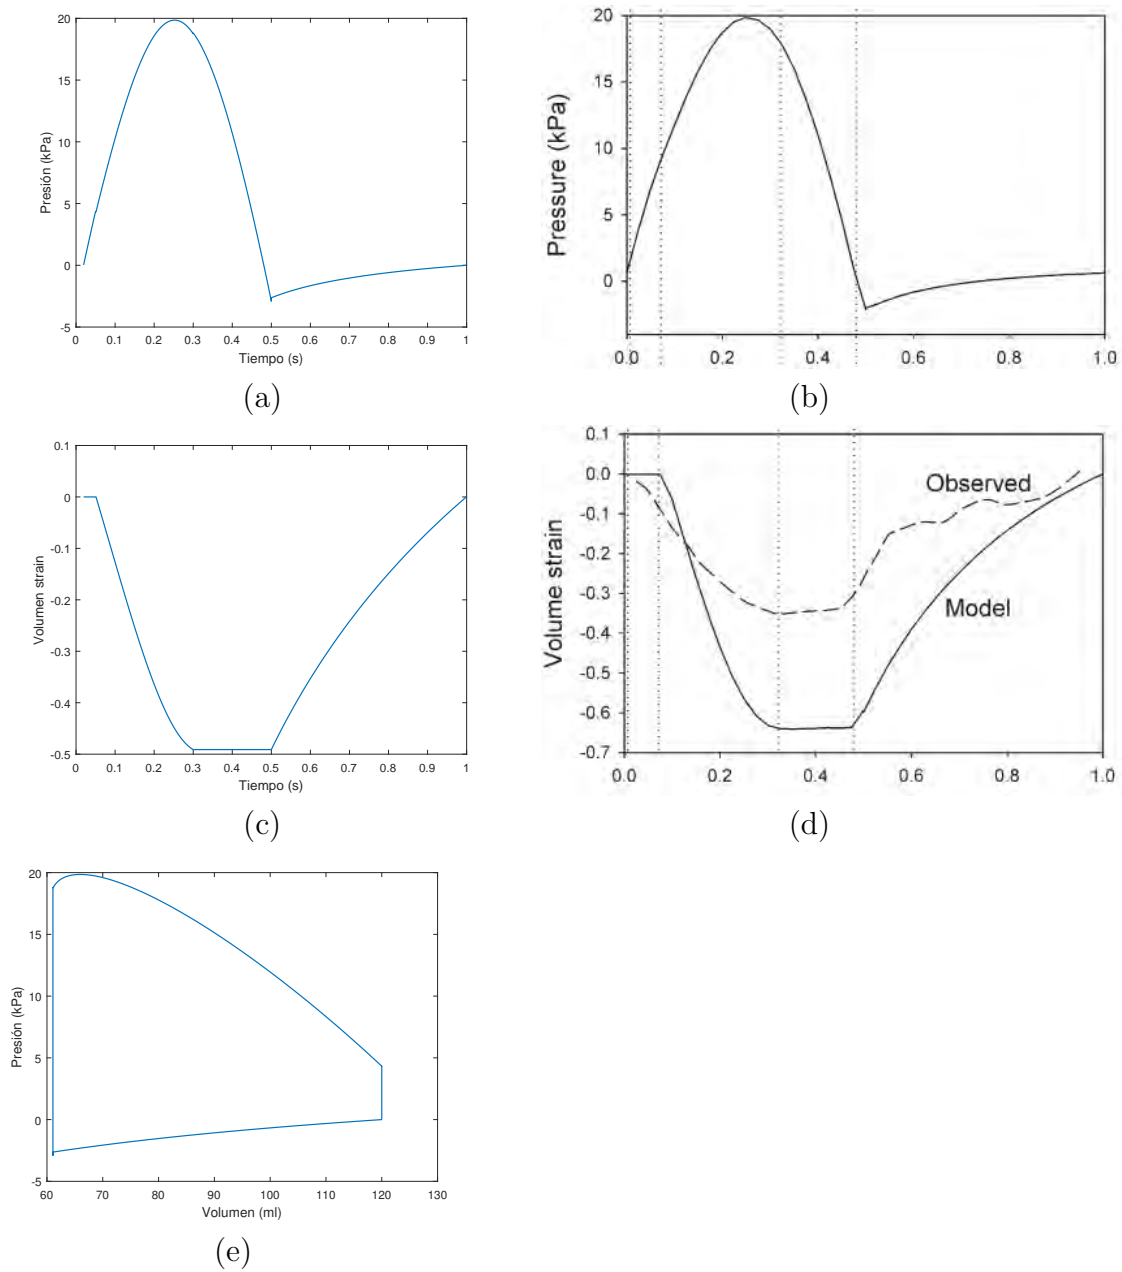 20
15
10
5
0
-5
Presión (kPa)
0 0.1 0.2 0.3 0.4 0.5 0.6 0.7 0.8 0.9 1
Tiempo (s)
(a)
20
15
10
5
0
Pressure (kPa)
0.0 0.2 0.4 0.6 0.8 1.0
(b)
0.1
0
-0.1
-0.2
-0.3
-0.4
-0.5
Volumen strain
0 0.1 0.2 0.3 0.4 0.5 0.6 0.7 0.8 0.9 1
Tiempo (s)
(c)
0.1
0.0
-0.1
-0.2
-0.3
-0.4
-0.5
-0.6
-0.7
Volume strain
Observed
Model
0.0 0.2 0.4 0.6 0.8 1.0
(d)
20
15
10
5
0
-5
Presión (kPa)
60 70 80 90 100 110 120 130
Volumen (ml)
(e)